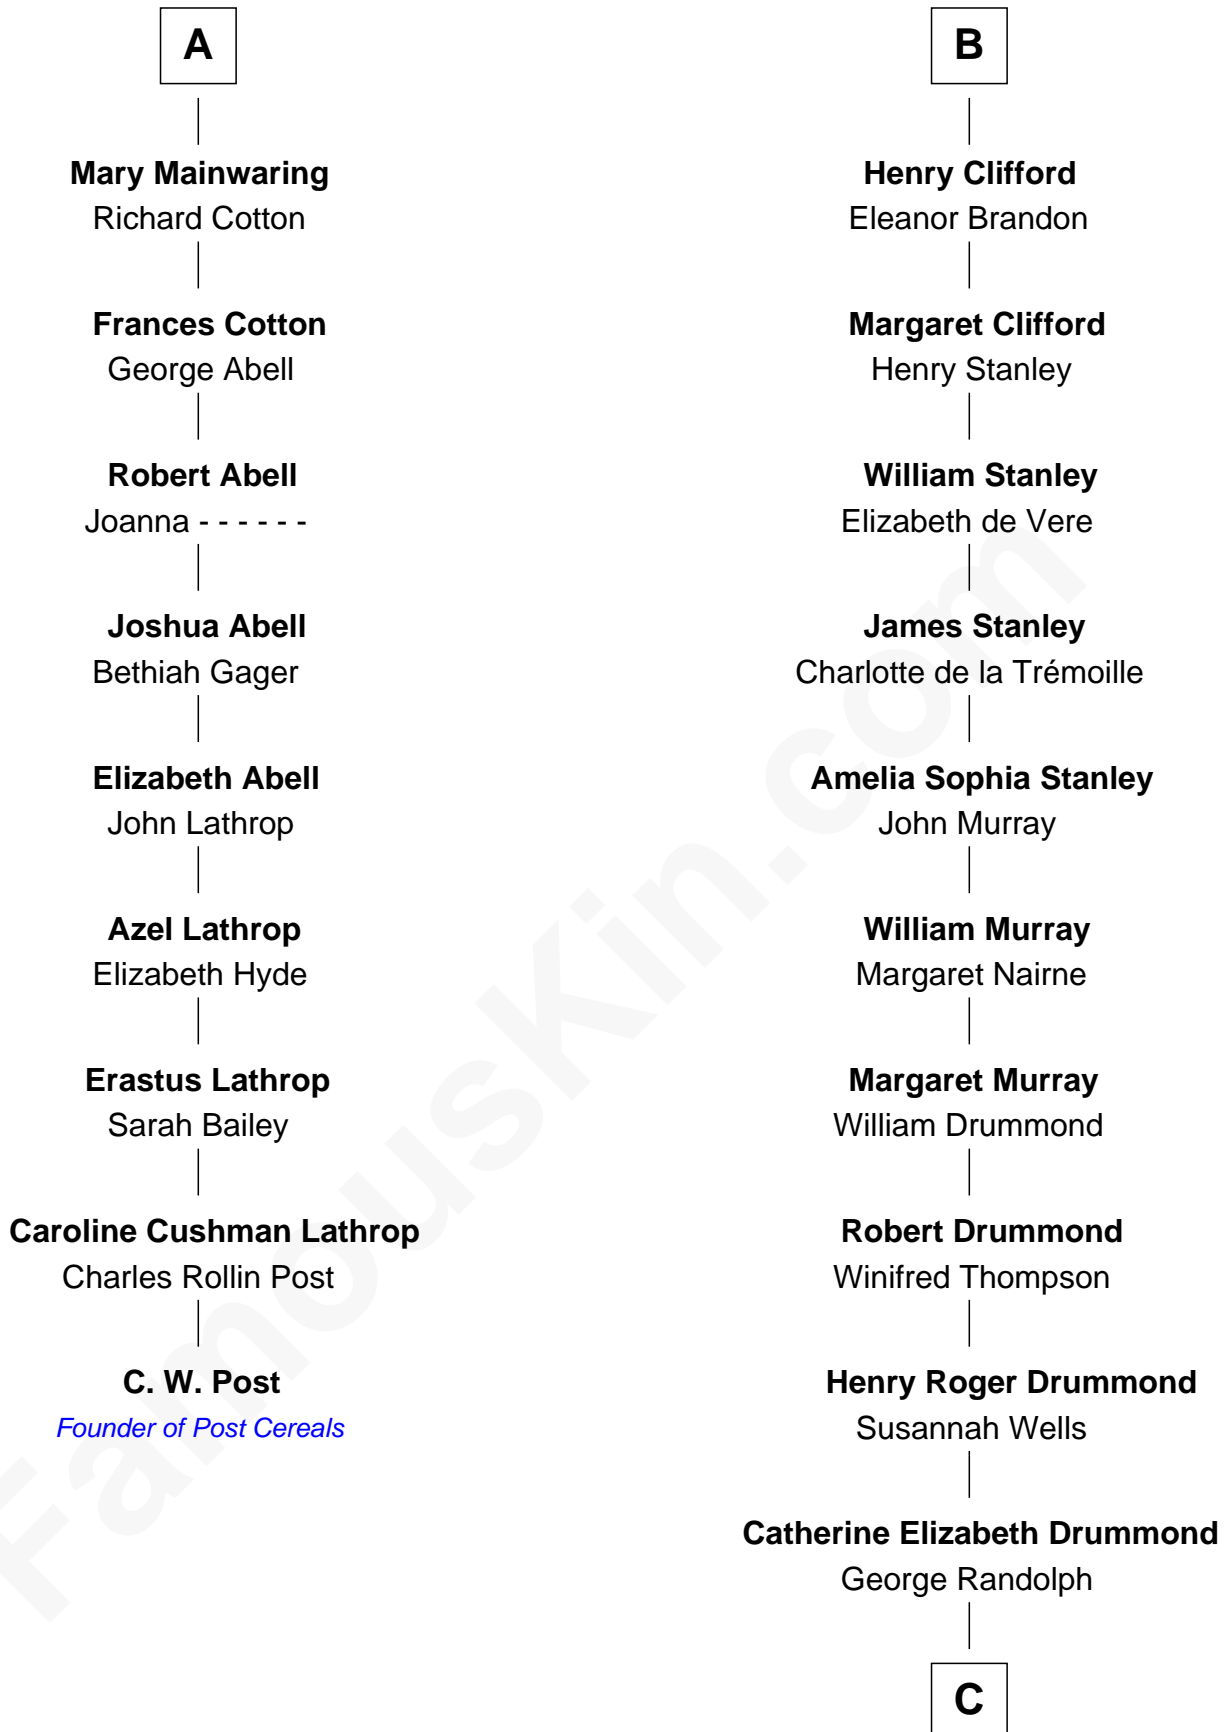 A
Mary Mainwaring
Richard Cotton
Frances Cotton
George Abell
Robert Abell
Joanna - - - - - -
Joshua Abell
Bethiah Gager
Elizabeth Abell
John Lathrop
Azel Lathrop
Elizabeth Hyde
Erastus Lathrop
Sarah Bailey
Caroline Cushman Lathrop
Charles Rollin Post
C. W. Post
Founder of Post Cereals
B
Henry Clifford
Eleanor Brandon
Margaret Clifford
Henry Stanley
William Stanley
Elizabeth de Vere
James Stanley
Charlotte de la Trémoille
Amelia Sophia Stanley
John Murray
William Murray
Margaret Nairne
Margaret Murray
William Drummond
Robert Drummond
Winifred Thompson
Henry Roger Drummond
Susannah Wells
Catherine Elizabeth Drummond
George Randolph
C
FamousKin.com